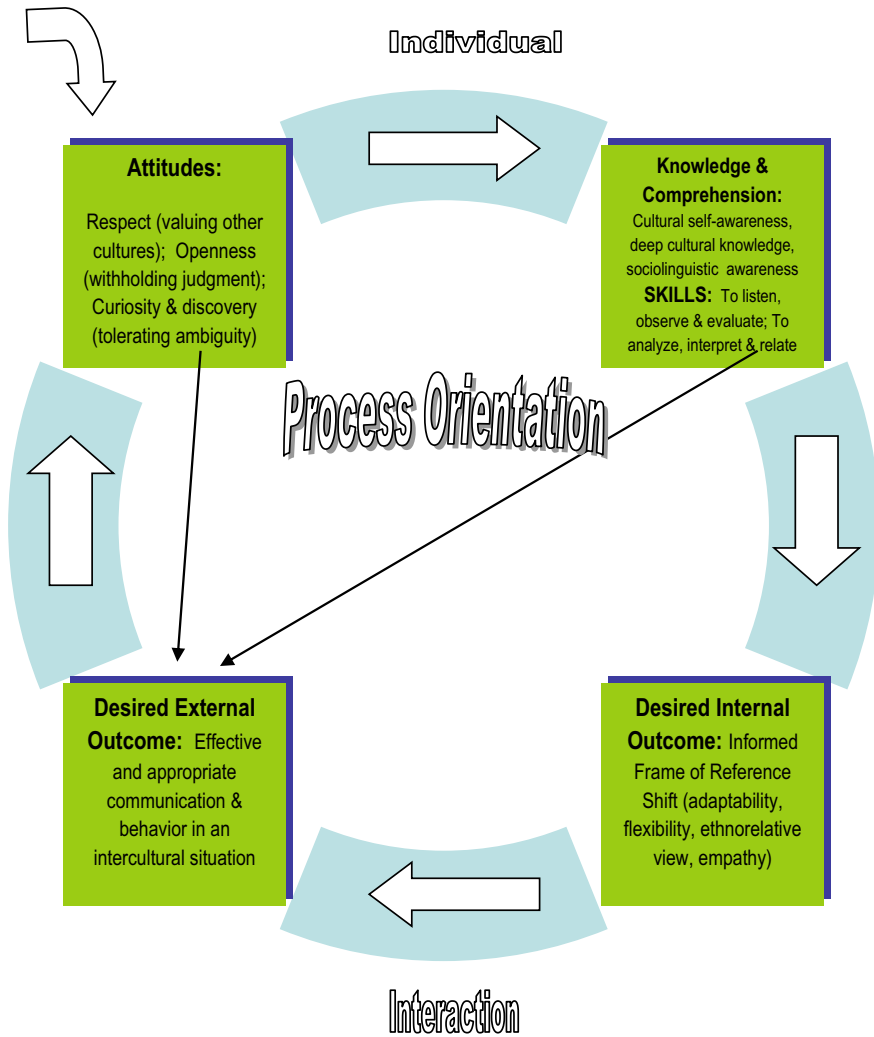 Individual
Attitudes:
Respect (valuing other
cultures); Openness
(withholding judgment);
Curiosity & discovery
(tolerating ambiguity)
Knowledge &
Comprehension:
Cultural self-awareness,
deep cultural knowledge,
sociolinguistic awareness
SKILLS: To listen,
observe & evaluate; To
analyze, interpret & relate
Process Orientation
Desired External
Outcome: Effective
and appropriate
communication &
behavior in an
intercultural situation
Desired Internal
Outcome: Informed
Frame of Reference
Shift (adaptability,
flexibility, ethnorelative
view, empathy)
Interaction